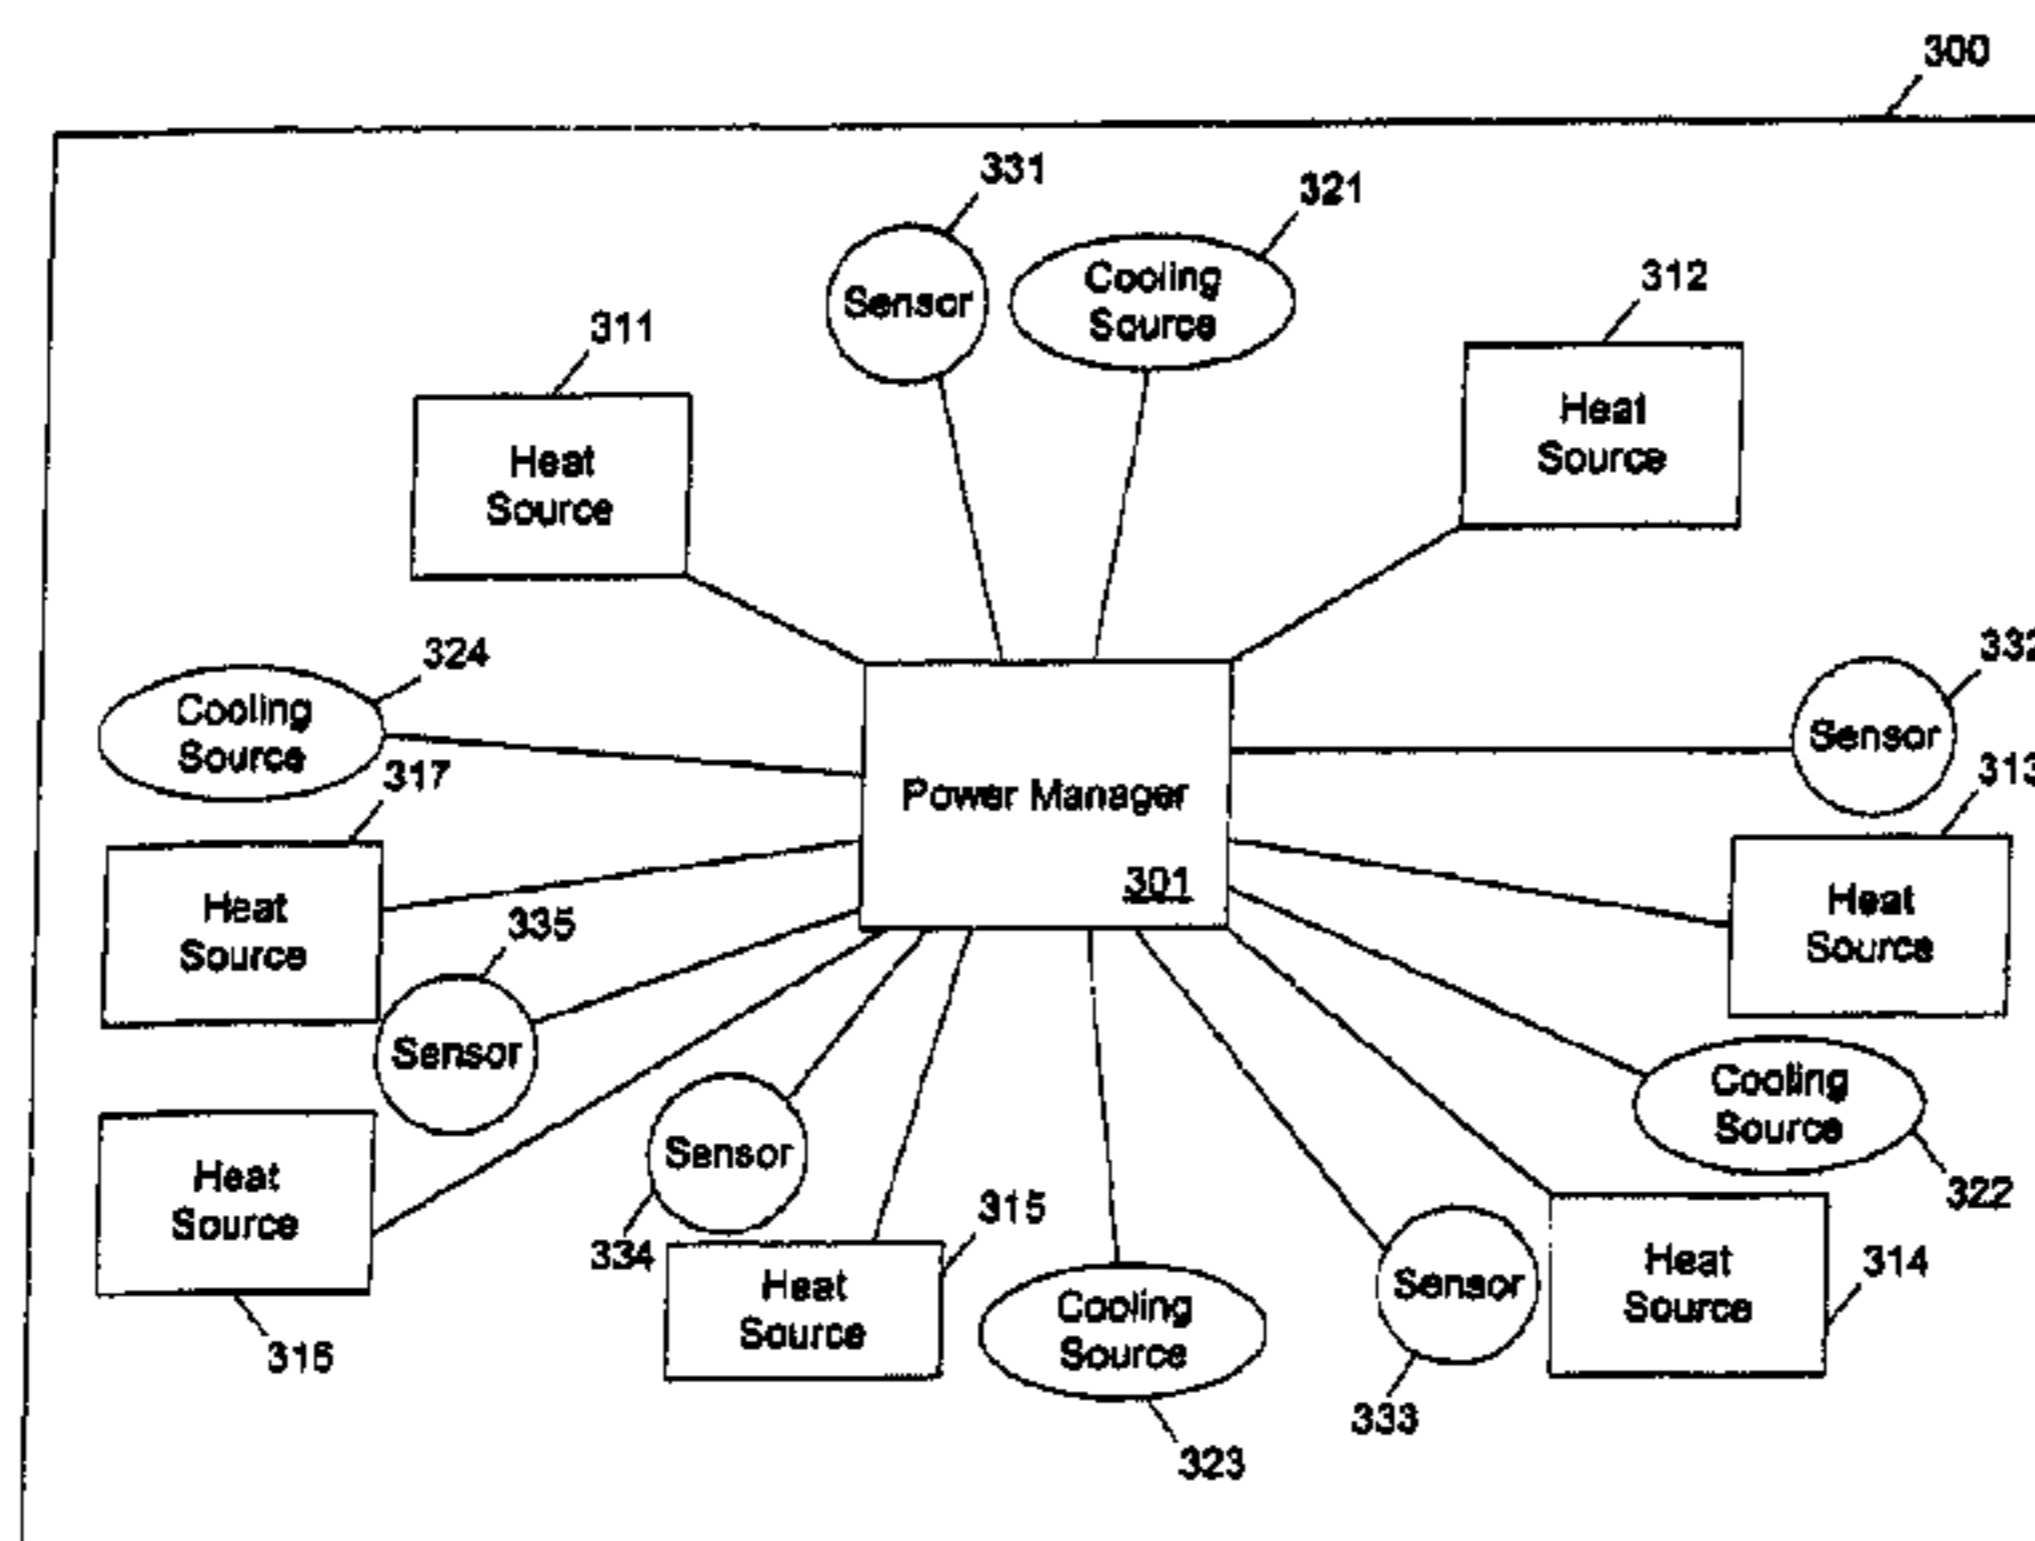 300
331
321
Sensor
Cooling
Source
312
311
Heat
Source
Heat
Source
324
Cooling
Source
332
Sensor
317
313
Power Manager
301
Heat
Source
335
Heat
Source
Sensor
Cooling
Source
322
Sensor
334
Heat
Source
316
315
Heat
Source
Cooling
Source
323
Sensor
333
Heat
Source
314